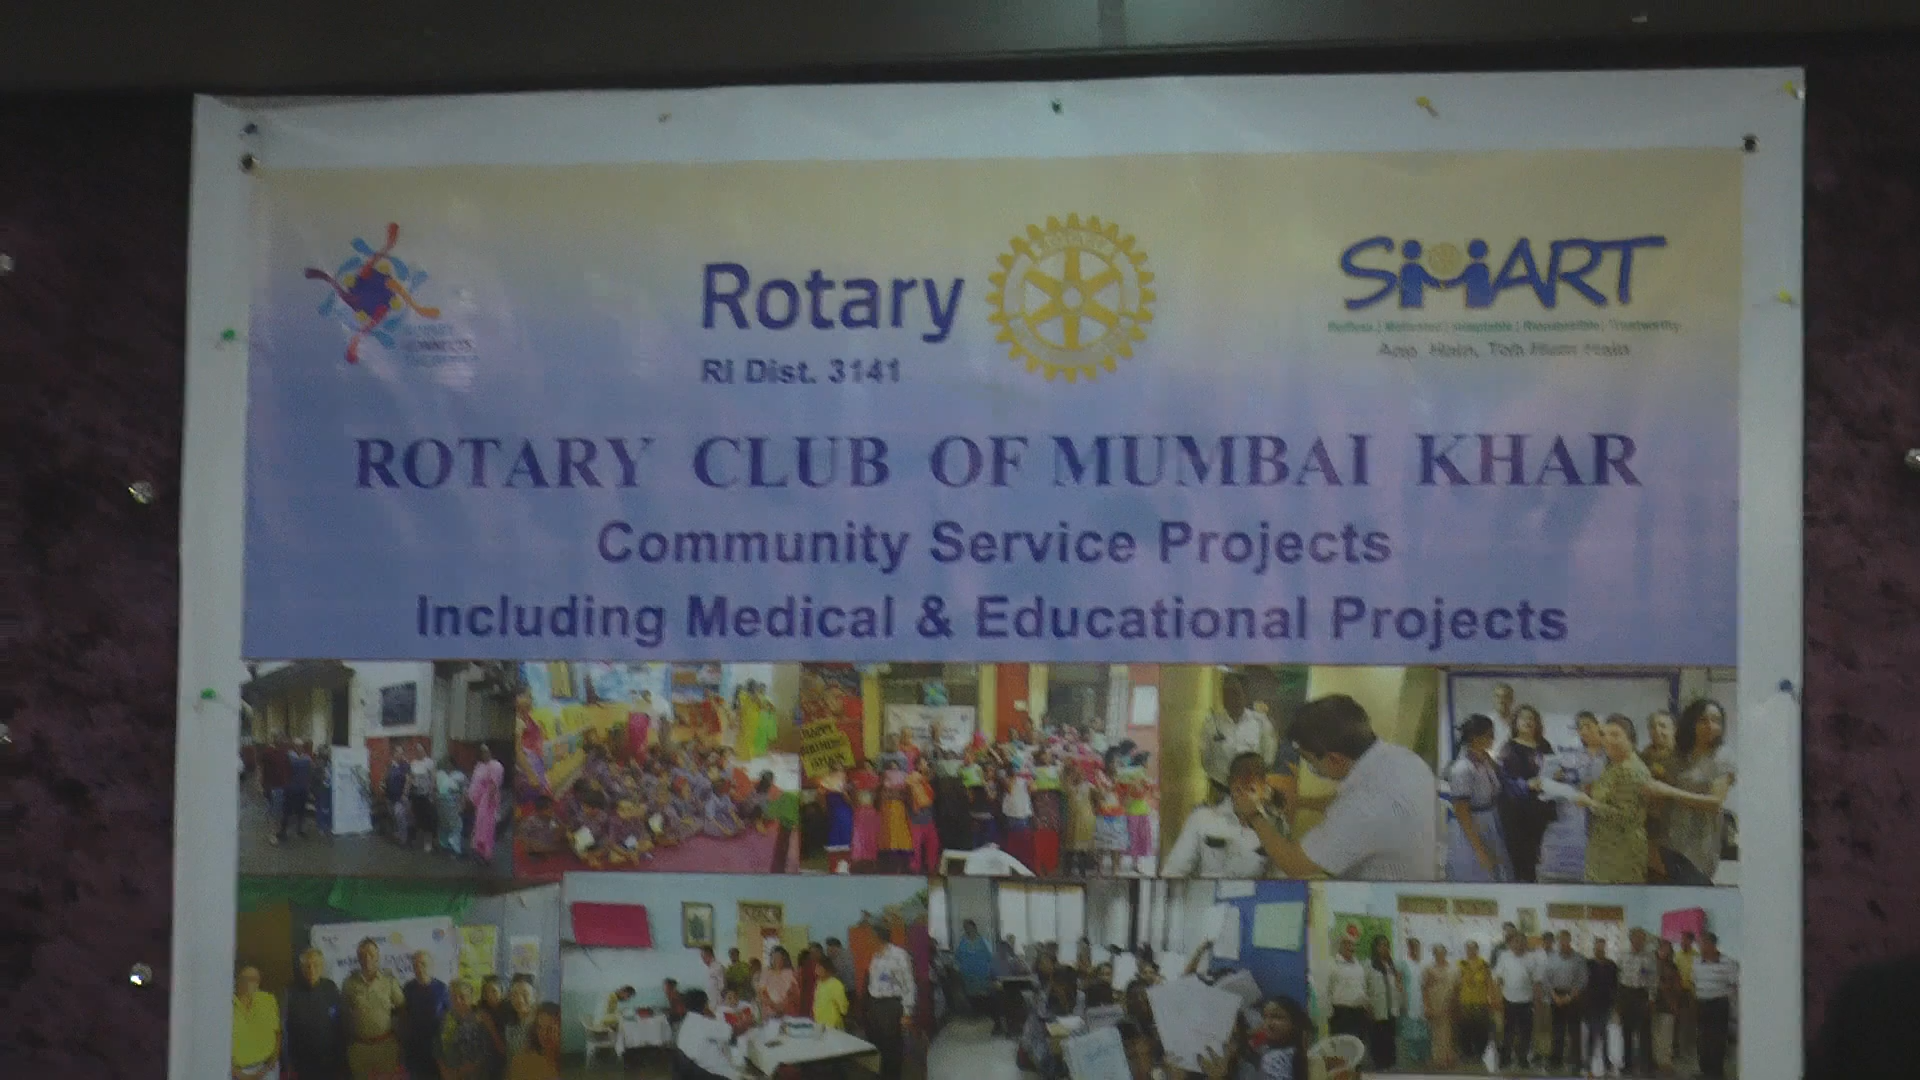 Rotary
RI Dist. 3141
SMART
Aap Hain, Toh Hum Hain
ROTARY CLUB OF MUMBAI KHAR
Community Service Projects
Including Medical & Educational Projects